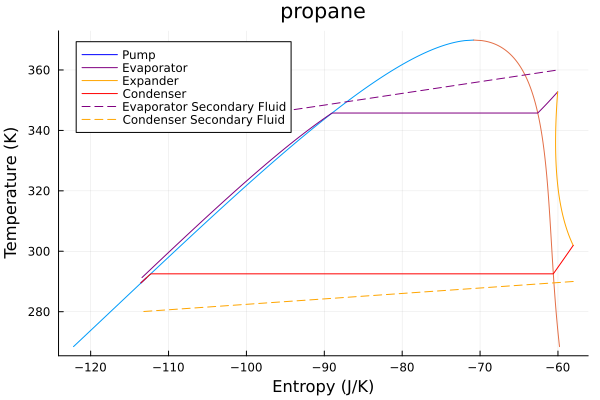 propane
Temperature (K)
360
340
320
300
280
Pump
Evaporator
Expander
Condenser
Evaporator Secondary Fluid
Condenser Secondary Fluid
−120 −110 −100 −90 −80 −70 −60
Entropy (J/K)